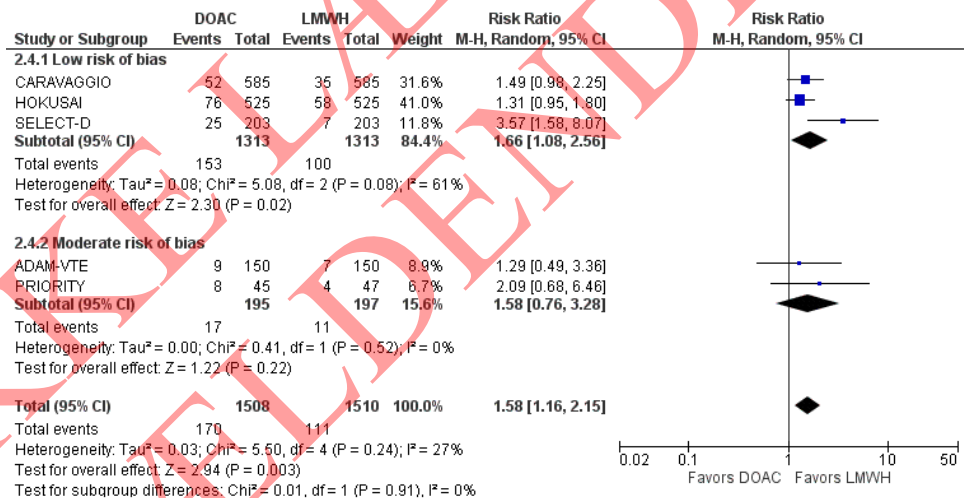 DOAC LMWH Risk Ratio Risk Ratio
Study or Subgroup Events Total Events Total Weight M-H, Random, 95% CI M-H, Random, 95% CI
2.4.1 Low risk of bias
CARAVAGGIO 52 585 35 585 31.6% 1.49 [0.98, 2.25]
HOKUSAI 76 525 58 525 41.0% 1.31 [0.95, 1.80]
SELECT-D 25 203 7 203 11.8% 3.57 [1.58, 8.07]
Subtotal (95% CI) 1313 1313 84.4% 1.66 [1.08, 2.56]
Total events 153 100
Heterogeneity: Tau² = 0.08; Chi² = 5.08, df = 2 (P = 0.08); I² = 61%
Test for overall effect: Z = 2.30 (P = 0.02)
2.4.2 Moderate risk of bias
ADAM-VTE 9 150 7 150 8.9% 1.29 [0.49, 3.36]
PRIORITY 8 45 4 47 6.7% 2.09 [0.68, 6.46]
Subtotal (95% CI) 195 197 15.6% 1.58 [0.76, 3.28]
Total events 17 11
Heterogeneity: Tau² = 0.00; Chi² = 0.41, df = 1 (P = 0.52); I² = 0%
Test for overall effect: Z = 1.22 (P = 0.22)
Total (95% CI) 1508 1510 100.0% 1.58 [1.16, 2.15]
Total events 170 111
Heterogeneity: Tau² = 0.03; Chi² = 5.50, df = 4 (P = 0.24); I² = 27%
Test for overall effect: Z = 2.94 (P = 0.003)
Test for subgroup differences: Chi² = 0.01, df = 1 (P = 0.91), I² = 0%
0.02 0.1 1 10 50
Favors DOAC Favors LMWH